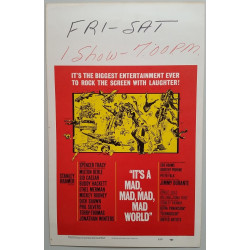 FRI-SAT
1 SHOW-7:00PM
IT'S THE BIGGEST ENTERTAINMENT EVER
TO ROCK THE SCREEN WITH LAUGHTER!
STANLEY
KRAMER
SPENCER TRACY
MILTON BERLE
SID CAESAR
BUDDY HACKETT
ETHEL MERMAN
MICKEY ROONEY
DICK SHAWN
PHIL SILVERS
TERRY-THOMAS
JONATHAN WINTERS
"IT'S A
MAD,
MAD, MAD,
MAD
WORLD"
JIMMY DURANTE